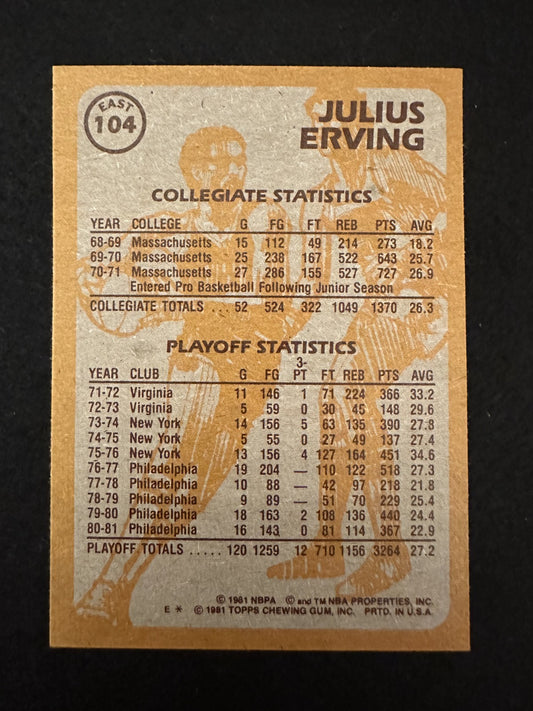 EAST
104
JULIUS
ERVING
COLLEGIATE STATISTICS
YEAR COLLEGE G FG FT REB PTS AVG
68-69 Massachusetts 15 112 49 214 273 18.2
69-70 Massachusetts 25 238 167 522 643 25.7
70-71 Massachusetts 27 286 155 527 727 26.9
Entered Pro Basketball Following Junior Season
COLLEGIATE TOTALS . . . 52 524 322 1049 1370 26.3
PLAYOFF STATISTICS
YEAR CLUB G FG 3-PT FT REB PTS AVG
71-72 Virginia 11 146 1 71 224 366 33.2
72-73 Virginia 5 59 0 30 45 148 29.6
73-74 New York 14 156 5 63 135 390 27.8
74-75 New York 5 55 0 27 49 137 27.4
75-76 New York 13 156 4 127 164 451 34.6
76-77 Philadelphia 19 204 — 110 122 518 27.3
77-78 Philadelphia 10 88 — 42 97 218 21.8
78-79 Philadelphia 9 89 — 51 70 229 25.4
79-80 Philadelphia 18 163 2 108 136 440 24.4
80-81 Philadelphia 16 143 0 81 114 367 22.9
PLAYOFF TOTALS . . . . . 120 1259 12 710 1156 3264 27.2
© 1981 NBPA © and TM NBA PROPERTIES, INC.
E * © 1981 TOPPS CHEWING GUM, INC. PRTD. IN U.S.A.